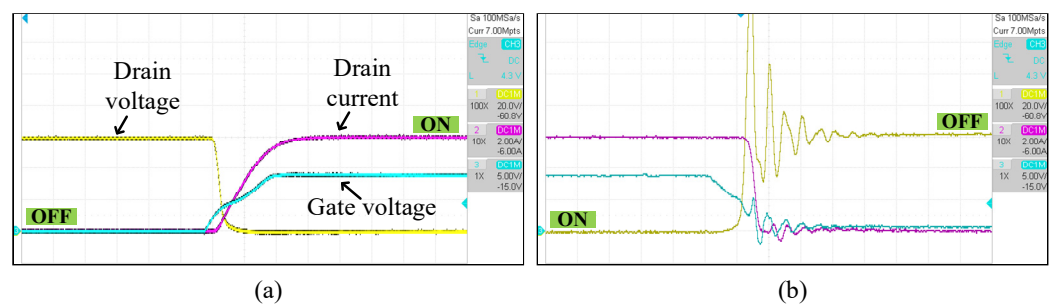 Sa 100MSa/s
Curr 7.00Mpts
Edge CH3
DC
L 4.3 V
1 DC1M
100X 20.0V/
-60.8V
2 DC1M
10X 2.00A/
-6.00A
3 DC1M
1X 5.00V/
-15.0V
Drain
voltage
Drain
current
ON
OFF
Gate voltage
3
(a)
Sa 100MSa/s
Curr 7.00Mpts
Edge CH3
DC
L 4.3 V
1 DC1M
100X 20.0V/
-60.8V
2 DC1M
10X 2.00A/
-6.00A
3 DC1M
1X 5.00V/
-15.0V
OFF
ON
(b)